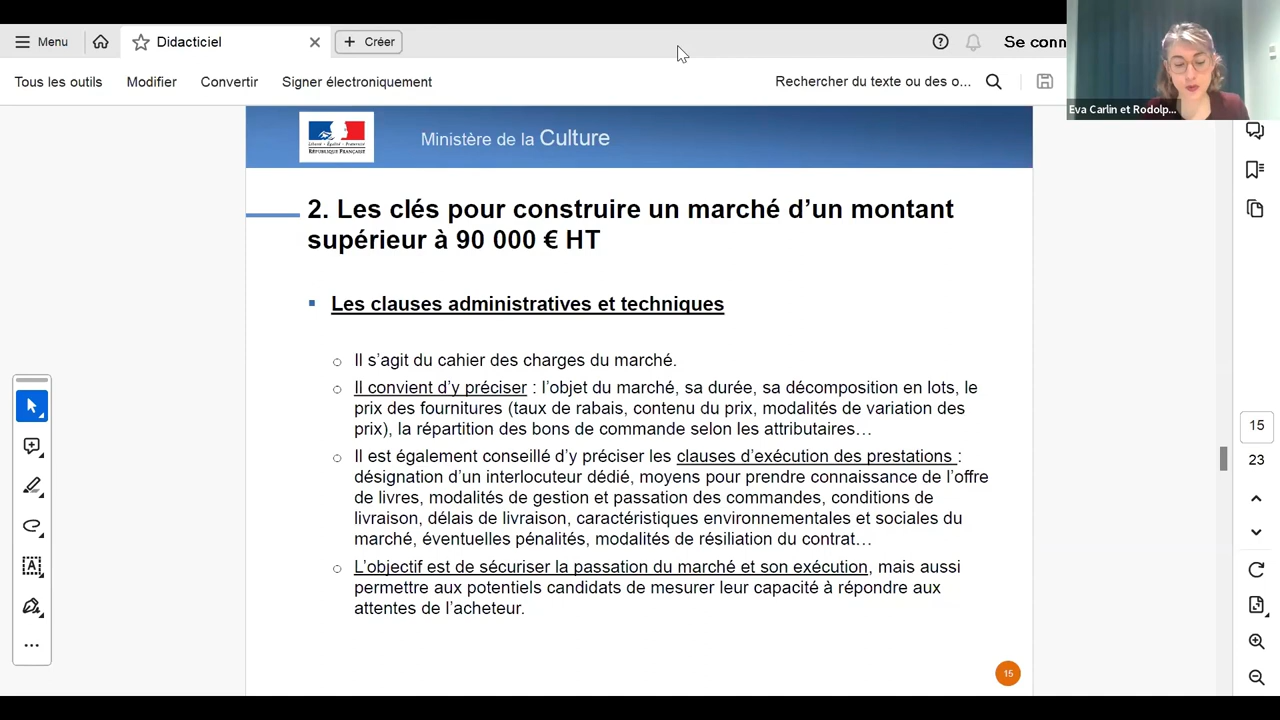 Menu
Didacticiel
Créer
Se conn
Tous les outils
Modifier
Convertir
Signer électroniquement
Rechercher du texte ou des o...
Eva Carlin et Rodolp...
RÉPUBLIQUE FRANÇAISE
Ministère de la Culture
2. Les clés pour construire un marché d’un montant
supérieur à 90 000 € HT
Les clauses administratives et techniques
Il s’agit du cahier des charges du marché.
Il convient d’y préciser : l’objet du marché, sa durée, sa décomposition en lots, le
prix des fournitures (taux de rabais, contenu du prix, modalités de variation des
prix), la répartition des bons de commande selon les attributaires…
Il est également conseillé d’y préciser les clauses d’exécution des prestations :
désignation d’un interlocuteur dédié, moyens pour prendre connaissance de l’offre
de livres, modalités de gestion et passation des commandes, conditions de
livraison, délais de livraison, caractéristiques environnementales et sociales du
marché, éventuelles pénalités, modalités de résiliation du contrat…
L’objectif est de sécuriser la passation du marché et son exécution, mais aussi
permettre aux potentiels candidats de mesurer leur capacité à répondre aux
attentes de l’acheteur.
15
15
23